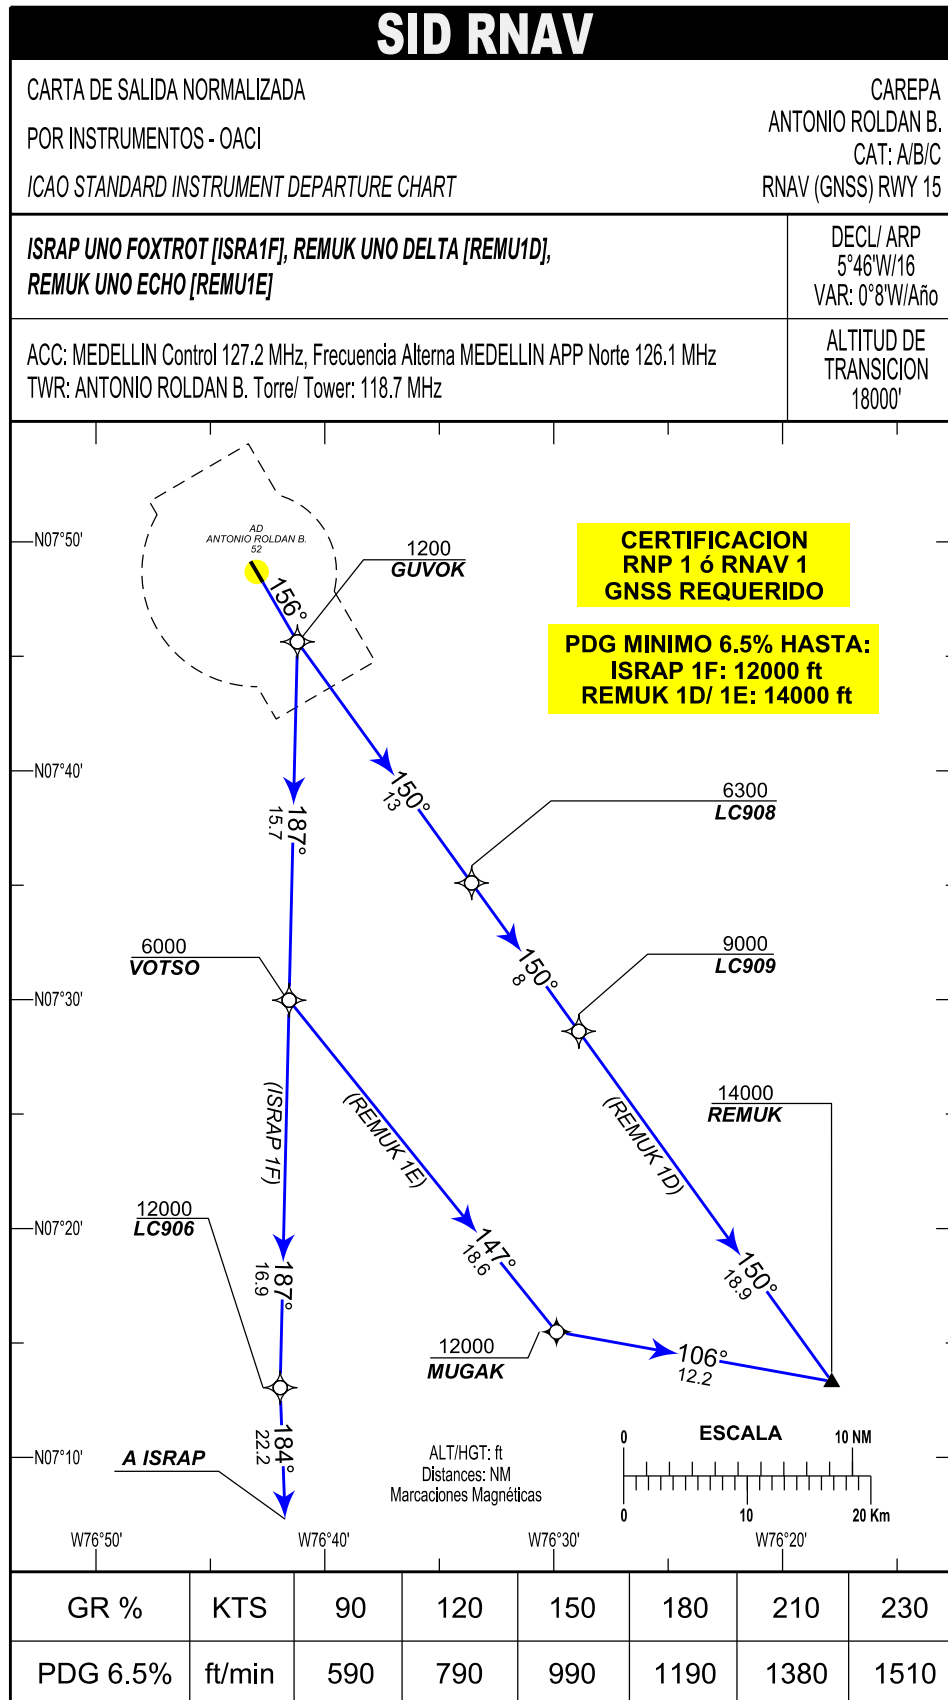 SID RNAV
CARTA DE SALIDA NORMALIZADA
POR INSTRUMENTOS - OACI
ICAO STANDARD INSTRUMENT DEPARTURE CHART
CAREPA
ANTONIO ROLDAN B.
CAT: A/B/C
RNAV (GNSS) RWY 15
ISRAP UNO FOXTROT [ISRA1F], REMUK UNO DELTA [REMU1D],
REMUK UNO ECHO [REMU1E]
DECL/ ARP
5°46'W/16
VAR: 0°8'W/Año
ACC: MEDELLIN Control 127.2 MHz, Frecuencia Alterna MEDELLIN APP Norte 126.1 MHz
TWR: ANTONIO ROLDAN B. Torre/ Tower: 118.7 MHz
ALTITUD DE
TRANSICION
18000'
N07°50'
AD
ANTONIO ROLDAN B.
52
156°
1200
GUVOK
CERTIFICACION
RNP 1 ó RNAV 1
GNSS REQUERIDO
PDG MINIMO 6.5% HASTA:
ISRAP 1F: 12000 ft
REMUK 1D/ 1E: 14000 ft
N07°40'
150°
13
187°
15.7
6300
LC908
6000
VOTSO
150°
8
9000
LC909
N07°30'
(ISRAP 1F)
(REMUK 1E)
(REMUK 1D)
14000
REMUK
12000
LC906
N07°20'
187°
16.9
147°
18.6
150°
18.9
12000
MUGAK
106°
12.2
184°
22.2
N07°10'
A ISRAP
ALT/HGT: ft
Distances: NM
Marcaciones Magnéticas
0 ESCALA 10 NM
0 10 20 Km
W76°50' W76°40' W76°30' W76°20'
GR % KTS 90 120 150 180 210 230
PDG 6.5% ft/min 590 790 990 1190 1380 1510